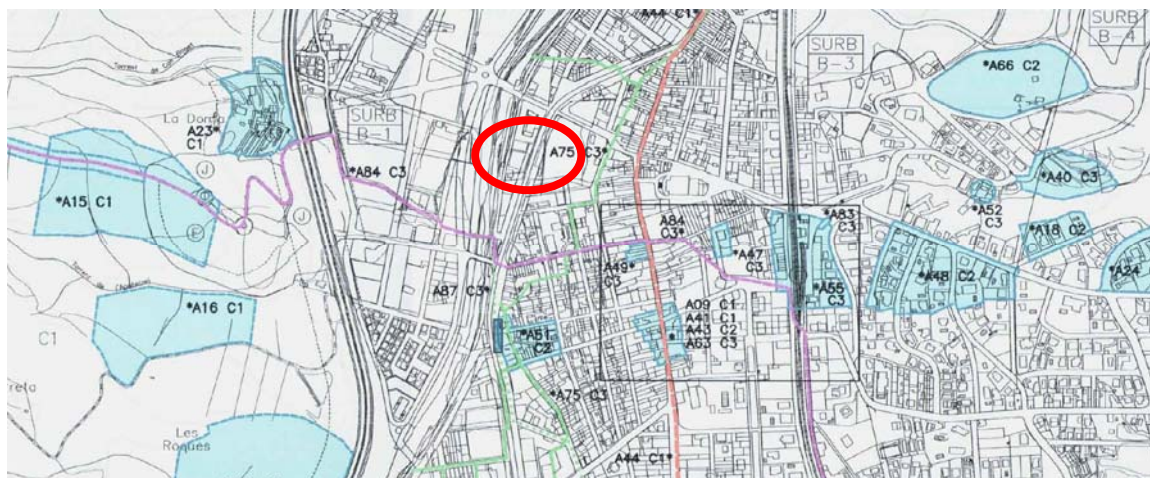 A44 C1*
SURB
B-3
SURB
B-4
*A66 C2
Torrent
de
La Doma
A23*
C1
SURB
B-1
A75 C3*
*A84 C3
J
*A15 C1
J
E
*A40 C3
*A52
C3
A84
C3*
*A83
C3
*A18 C2
*A47
C3
A49*
C3
*A48 C2
*A24
A87 C3*
*A55
C3
*A16 C1
A09 C1
A41 C1
A43 C2
A63 C3
C1
*A51
C2
*A75 C3
Les
Roques
A44 C1*